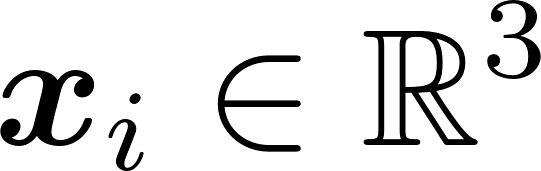 𝒙ᵢ ∈ ℝ³